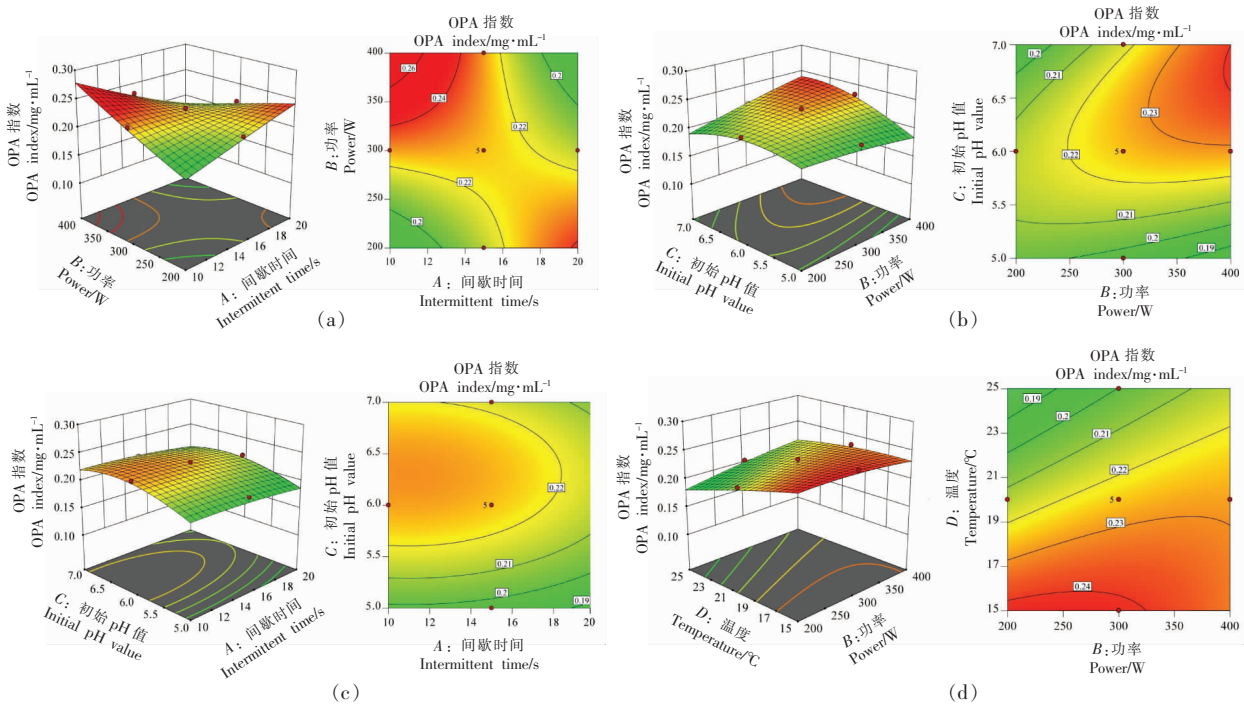 OPA 指数
OPA index/mg·mL⁻¹
0.30
0.25
0.20
0.15
0.10
OPA 指数
OPA index/mg·mL⁻¹
400
350
300
250
200
B:功率
Power/W
10
12
14
16
18
20
A: 间歇时间
Intermittent time/s
400
350
300
250
200
B:功率
Power/W
0.26
0.24
0.2
0.22
5
0.22
0.2
10
12
14
16
18
20
A: 间歇时间
Intermittent time/s
(a)
OPA 指数
OPA index/mg·mL⁻¹
0.30
0.25
0.20
0.15
0.10
OPA 指数
OPA index/mg·mL⁻¹
7.0
6.5
6.0
5.5
5.0
C: 初始 pH 值
Initial pH value
200
250
300
350
400
B:功率
Power/W
7.0
6.5
6.0
5.5
5.0
C: 初始 pH 值
Initial pH value
0.2
0.21
0.23
0.22
5
0.21
0.2
0.19
200
250
300
350
400
B:功率
Power/W
(b)
OPA 指数
OPA index/mg·mL⁻¹
0.30
0.25
0.20
0.15
0.10
OPA 指数
OPA index/mg·mL⁻¹
7.0
6.5
6.0
5.5
5.0
C: 初始 pH 值
Initial pH value
10
12
14
16
18
20
A: 间歇时间
Intermittent time/s
7.0
6.5
6.0
5.5
5.0
C: 初始 pH 值
Initial pH value
0.22
5
0.21
0.2
0.19
10
12
14
16
18
20
A: 间歇时间
Intermittent time/s
(c)
OPA 指数
OPA index/mg·mL⁻¹
0.30
0.25
0.20
0.15
0.10
OPA 指数
OPA index/mg·mL⁻¹
25
23
21
19
17
15
D: 温度
Temperature/℃
200
250
300
350
400
B:功率
Power/W
25
23
21
19
17
15
D: 温度
Temperature/℃
0.19
0.2
0.21
0.22
5
0.23
0.24
200
250
300
350
400
B:功率
Power/W
(d)